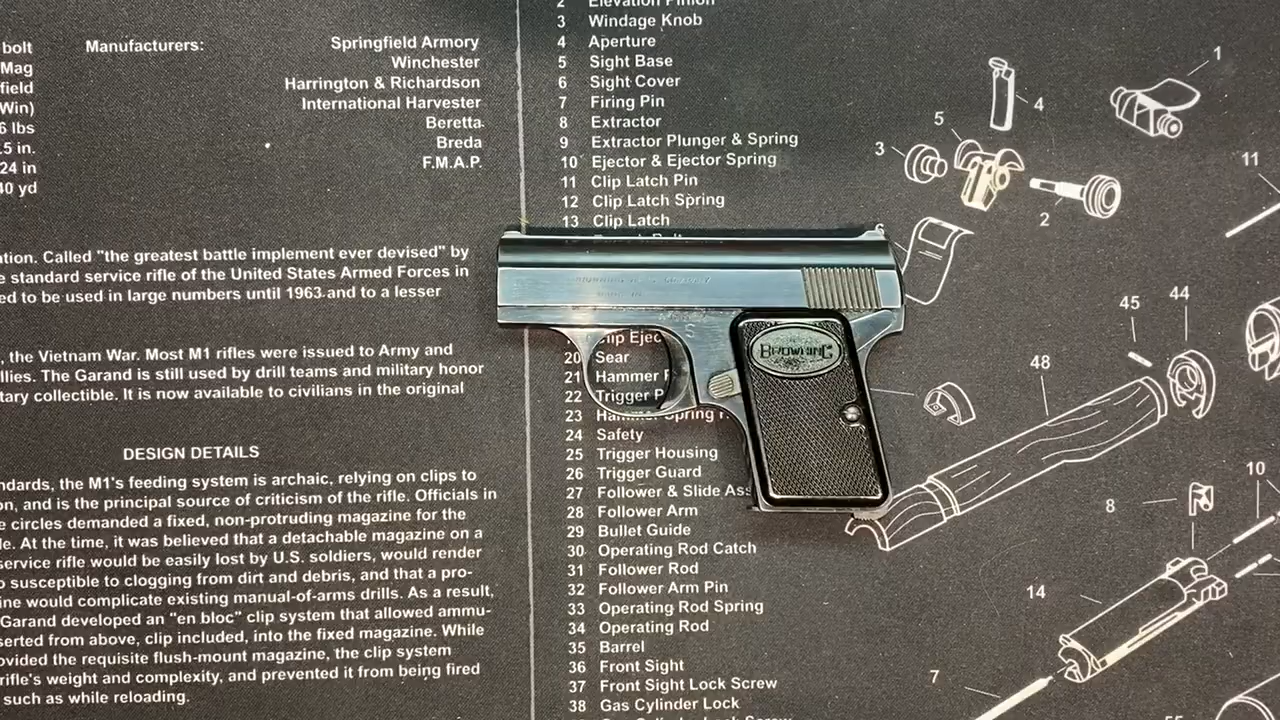 bolt
Mag
field
Win)
6 lbs
.5 in.
24 in
40 yd
Manufacturers:
Springfield Armory
Winchester
Harrington & Richardson
International Harvester
Beretta
Breda
F.M.A.P.
ation. Called "the greatest battle implement ever devised" by
e standard service rifle of the United States Armed Forces in
ed to be used in large numbers until 1963 and to a lesser
, the Vietnam War. Most M1 rifles were issued to Army and
llies. The Garand is still used by drill teams and military honor
tary collectible. It is now available to civilians in the original
DESIGN DETAILS
ndards, the M1's feeding system is archaic, relying on clips to
on, and is the principal source of criticism of the rifle. Officials in
e circles demanded a fixed, non-protruding magazine for the
le. At the time, it was believed that a detachable magazine on a
service rifle would be easily lost by U.S. soldiers, would render
o susceptible to clogging from dirt and debris, and that a pro-
ine would complicate existing manual-of-arms drills. As a result,
Garand developed an "en bloc" clip system that allowed ammu-
serted from above, clip included, into the fixed magazine. While
ovided the requisite flush-mount magazine, the clip system
rifle's weight and complexity, and prevented it from being fired
such as while reloading.
2 Elevation Pinion
3 Windage Knob
4 Aperture
5 Sight Base
6 Sight Cover
7 Firing Pin
8 Extractor
9 Extractor Plunger & Spring
10 Ejector & Ejector Spring
11 Clip Latch Pin
12 Clip Latch Spring
13 Clip Latch
Clip Ejec
20 Sear
21 Hammer P
22 Trigger P
23 Hammer Spring
24 Safety
25 Trigger Housing
26 Trigger Guard
27 Follower & Slide Ass
28 Follower Arm
29 Bullet Guide
30 Operating Rod Catch
31 Follower Rod
32 Follower Arm Pin
33 Operating Rod Spring
34 Operating Rod
35 Barrel
36 Front Sight
37 Front Sight Lock Screw
38 Gas Cylinder Lock
BROWNING
S
1
4
5
3
2
11
45
44
48
10
8
14
7